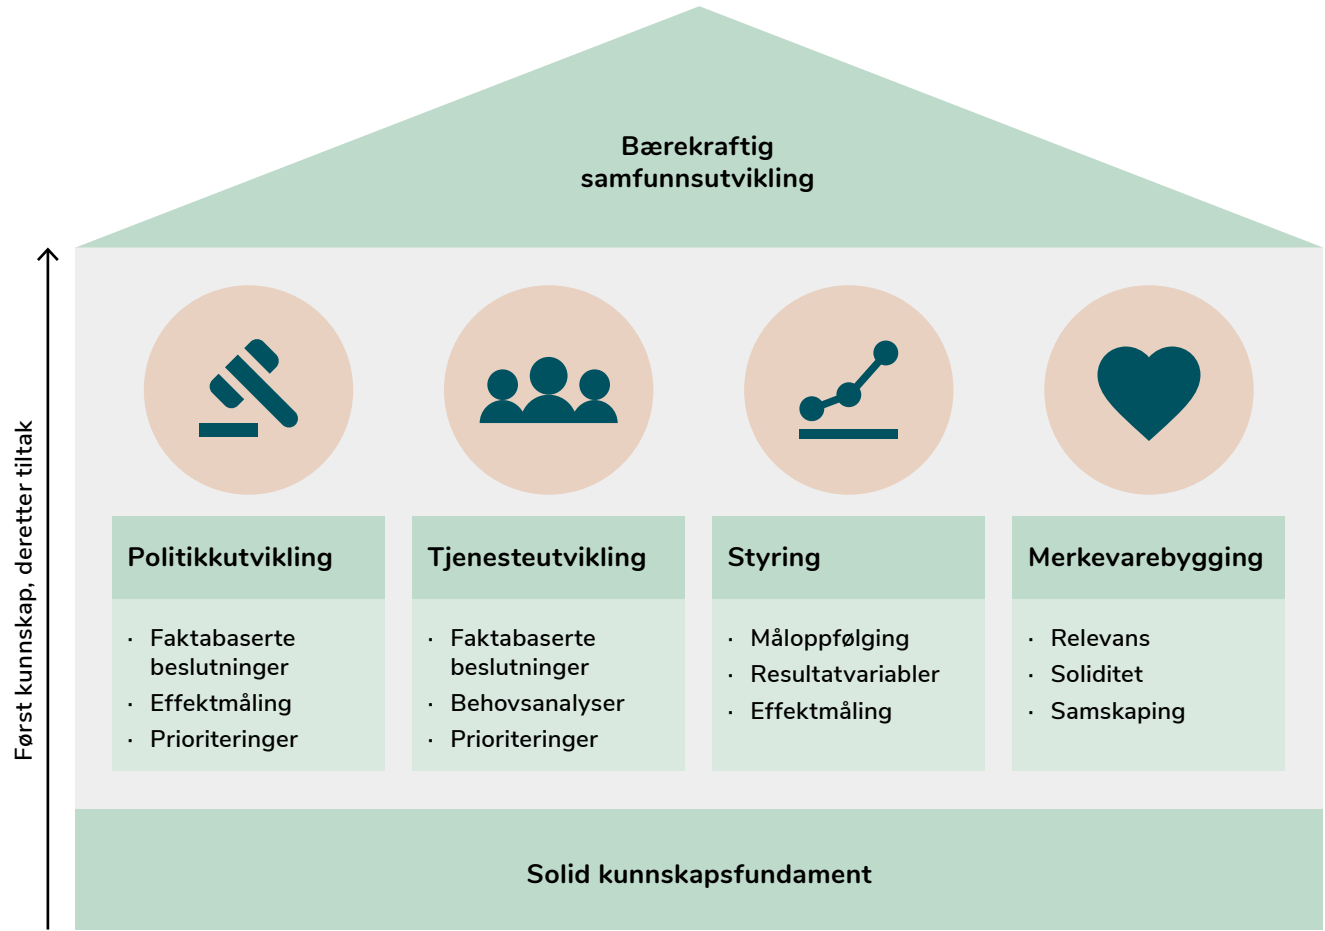 Bærekraftig
samfunnsutvikling
Først kunnskap, deretter tiltak
Politikkutvikling
· Faktabaserte
beslutninger
· Effektmåling
· Prioriteringer
Tjenesteutvikling
· Faktabaserte
beslutninger
· Behovsanalyser
· Prioriteringer
Styring
· Måloppfølging
· Resultatvariabler
· Effektmåling
Merkevarebygging
· Relevans
· Soliditet
· Samskaping
Solid kunnskapsfundament